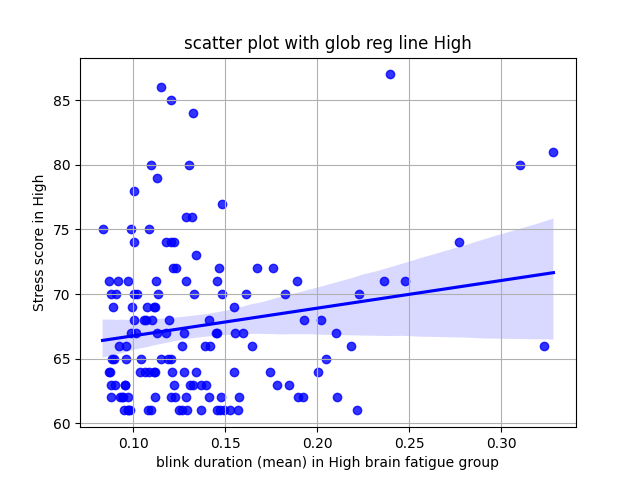 scatter plot with glob reg line High
85
80
75
70
65
60
Stress score in High
0.10 0.15 0.20 0.25 0.30
blink duration (mean) in High brain fatigue group